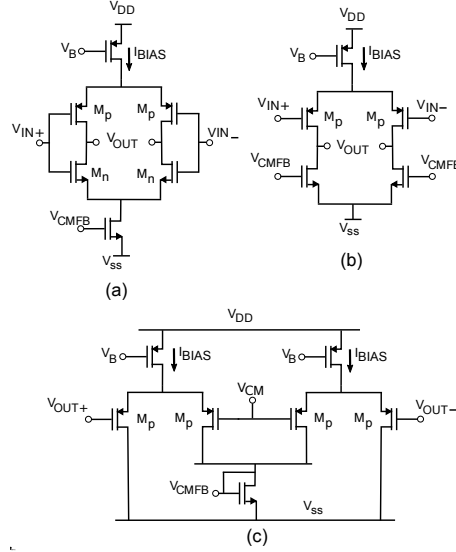 VDD
VB
IBIAS
Mp
Mp
VIN+
VOUT
VIN−
Mn
Mn
VCMFB
Vss
(a)
VDD
VB
IBIAS
VIN+
Mp
Mp
VIN−
VCMFB
VOUT
VCMFB
Vss
(b)
VDD
VB
IBIAS
VB
IBIAS
VOUT+
Mp
Mp
VCM
Mp
Mp
VOUT−
VCMFB
Vss
(c)